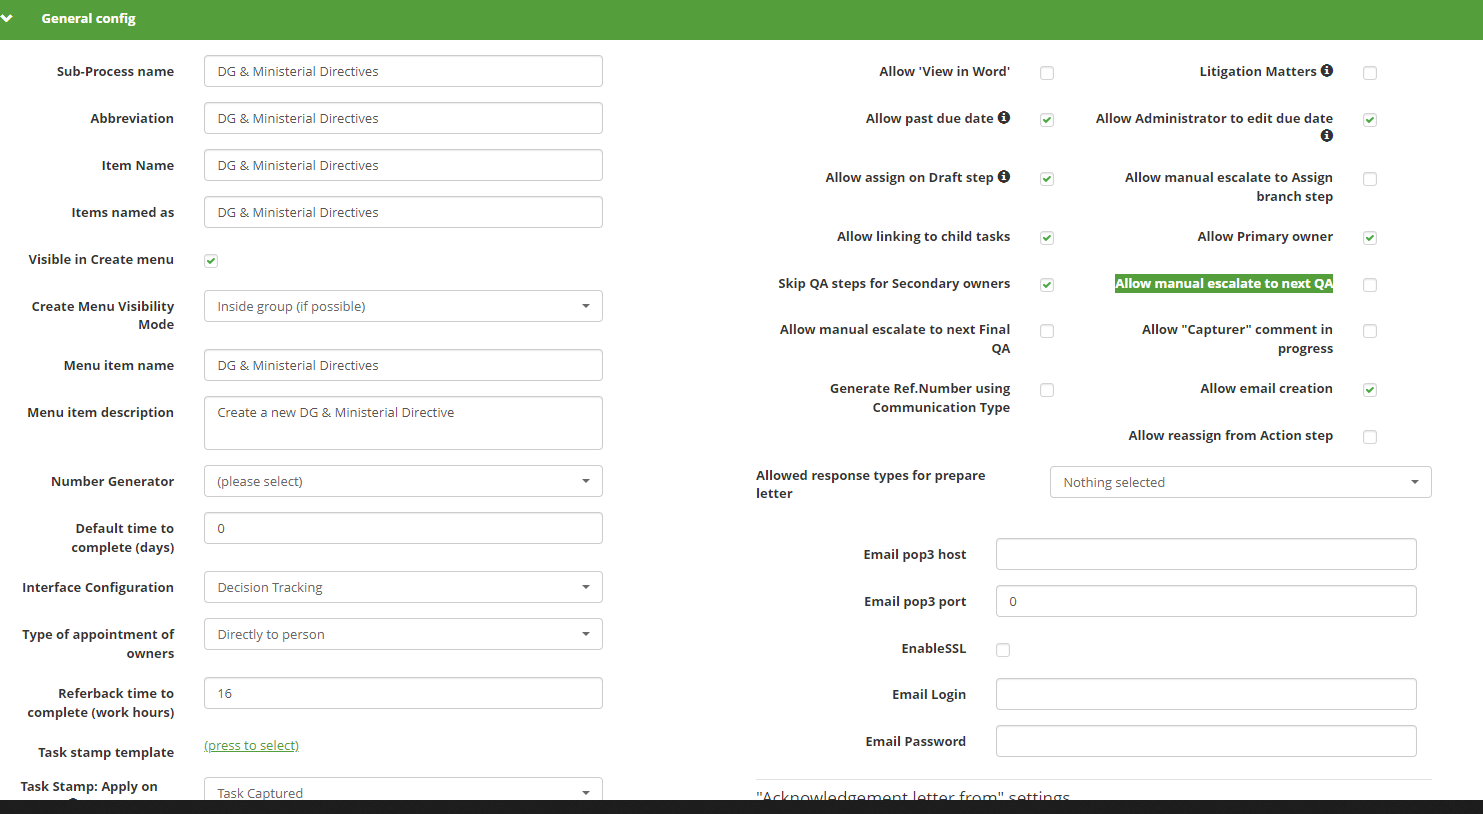 General config
Sub-Process name
DG & Ministerial Directives
Abbreviation
DG & Ministerial Directives
Item Name
DG & Ministerial Directives
Items named as
DG & Ministerial Directives
Visible in Create menu
Create Menu Visibility
Mode
Inside group (if possible)
Menu item name
DG & Ministerial Directives
Menu item description
Create a new DG & Ministerial Directive
Number Generator
(please select)
Default time to
complete (days)
0
Interface Configuration
Decision Tracking
Type of appointment of
owners
Directly to person
Referback time to
complete (work hours)
16
Task stamp template
(press to select)
Task Stamp: Apply on
Task Captured
Allow 'View in Word'
Litigation Matters
Allow past due date
Allow Administrator to edit due date
Allow assign on Draft step
Allow manual escalate to Assign
branch step
Allow linking to child tasks
Allow Primary owner
Skip QA steps for Secondary owners
Allow manual escalate to next QA
Allow manual escalate to next Final
QA
Allow "Capturer" comment in
progress
Generate Ref.Number using
Communication Type
Allow email creation
Allow reassign from Action step
Allowed response types for prepare
letter
Nothing selected
Email pop3 host
Email pop3 port
0
EnableSSL
Email Login
Email Password
"Acknowledgement letter from" settings